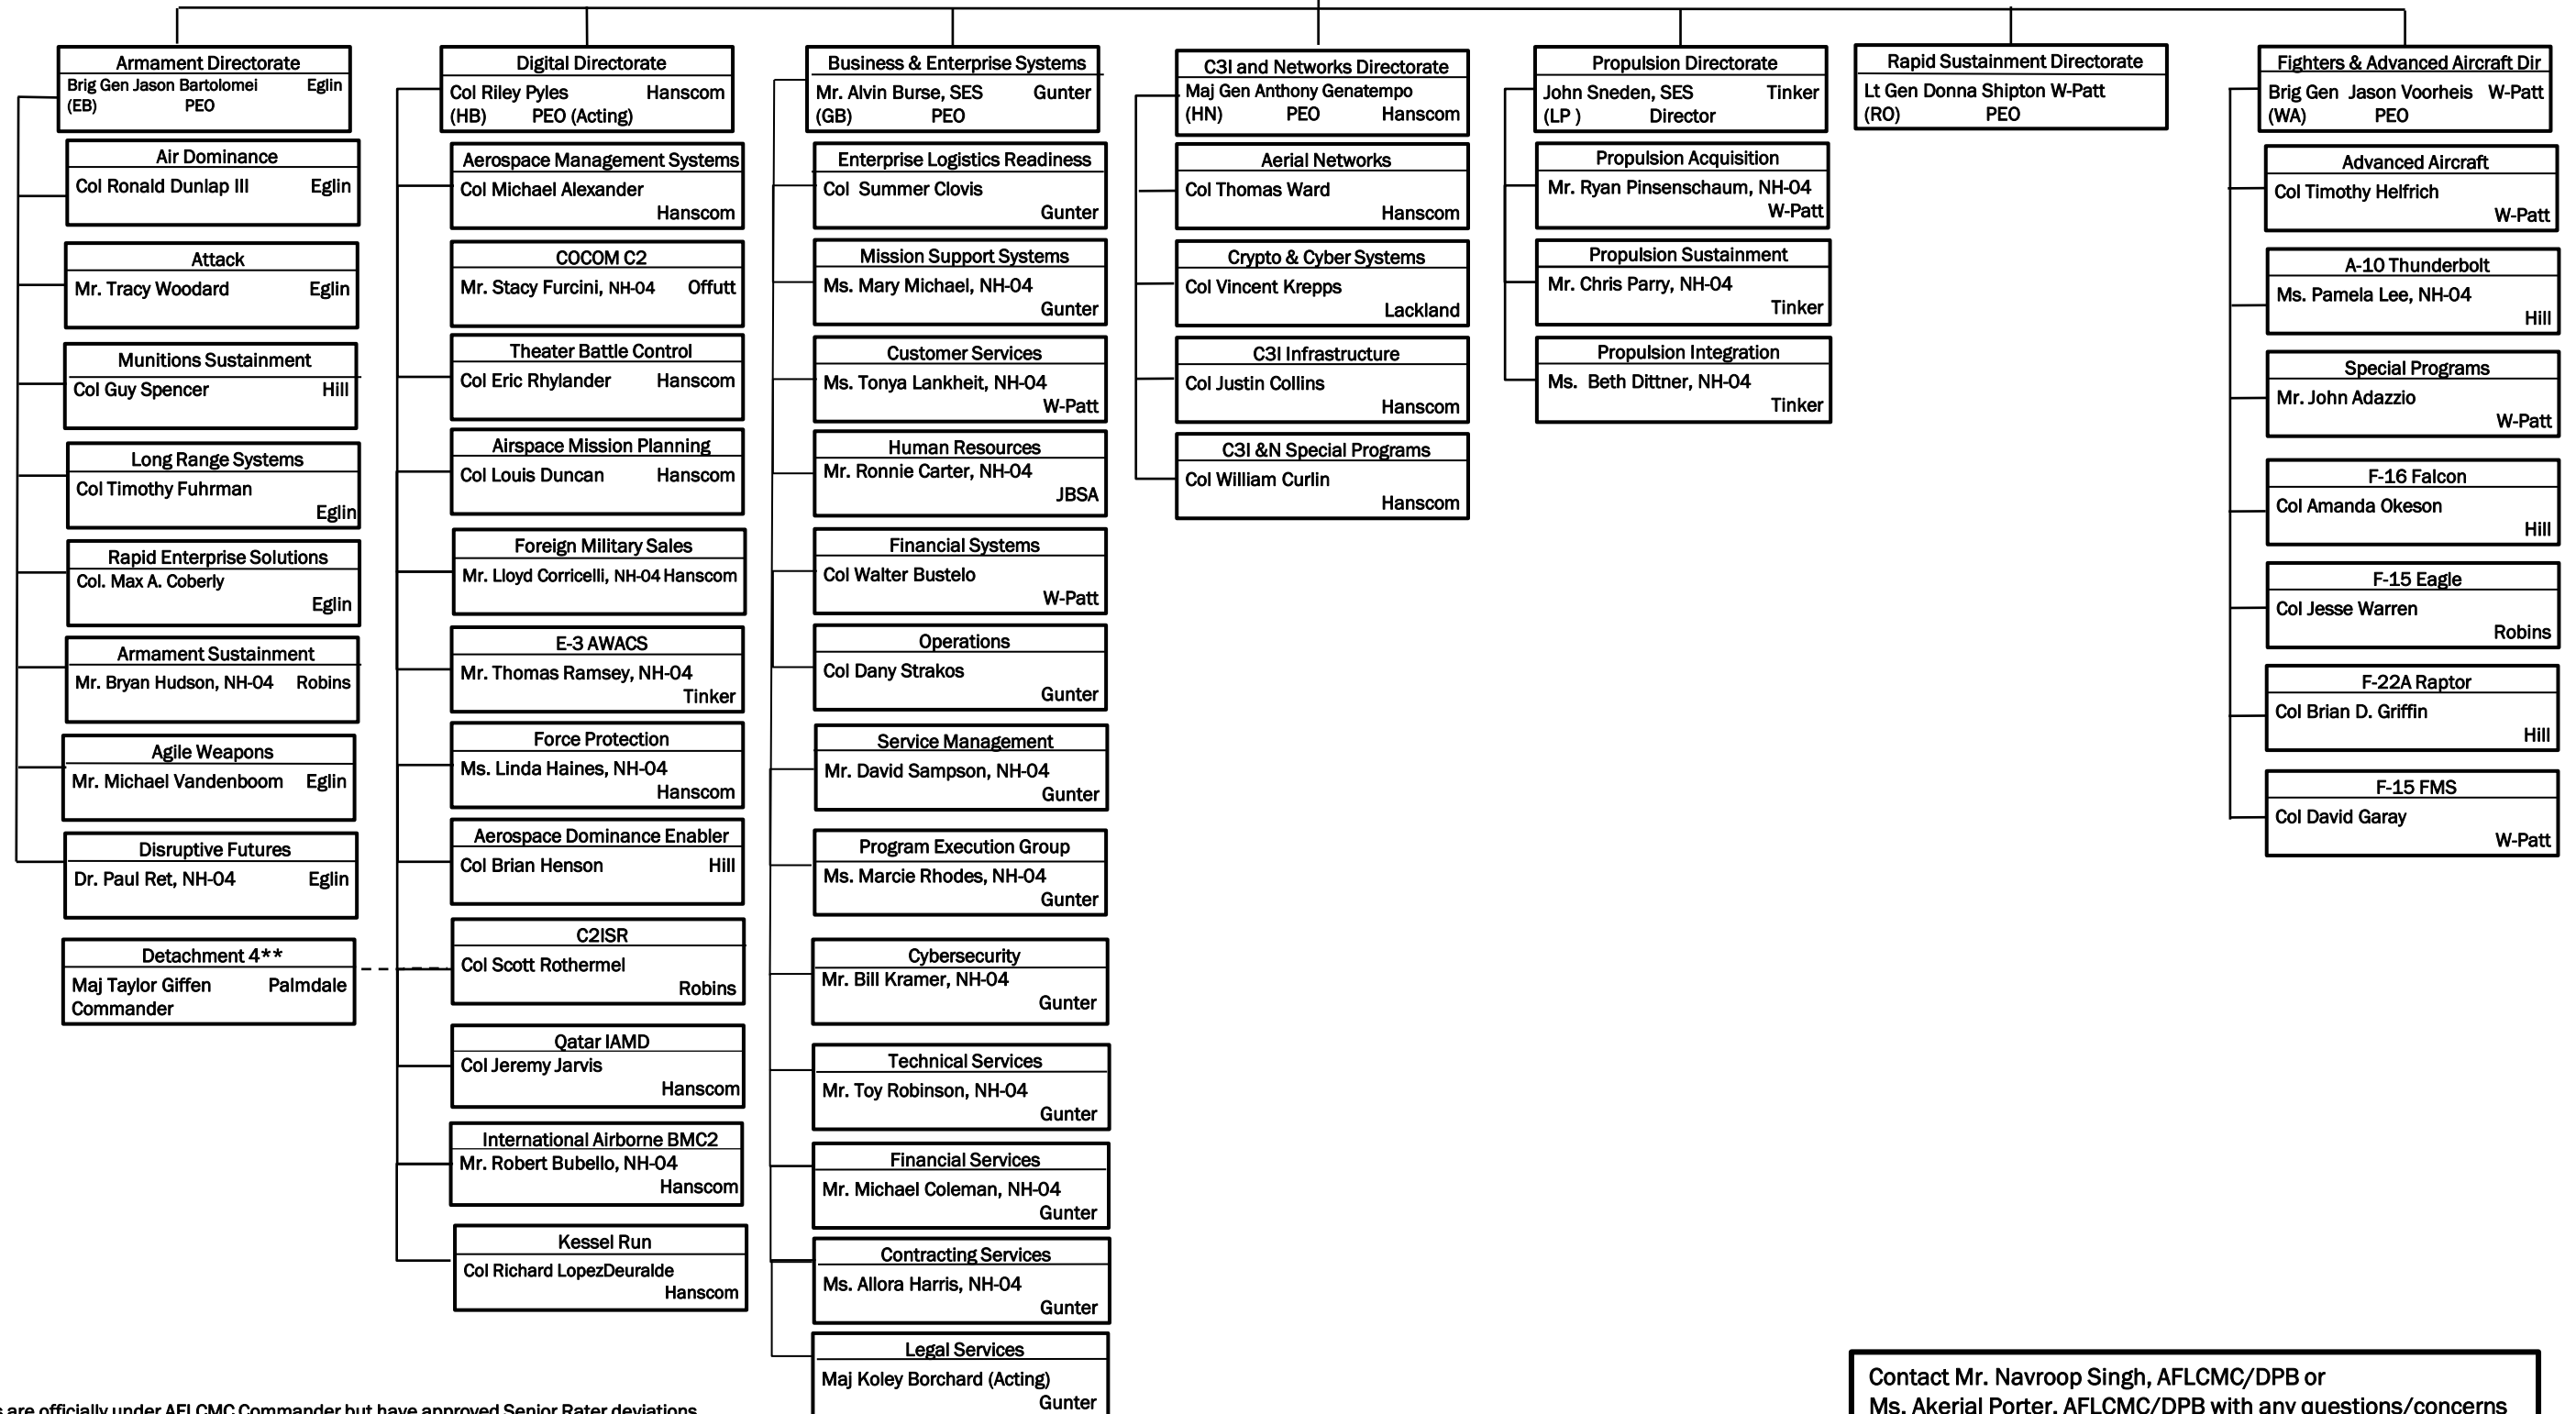 Armament Directorate
Brig Gen Jason Bartolomei Eglin
(EB) PEO
Air Dominance
Col Ronald Dunlap III Eglin
Attack
Mr. Tracy Woodard Eglin
Munitions Sustainment
Col Guy Spencer Hill
Long Range Systems
Col Timothy Fuhrman
Eglin
Rapid Enterprise Solutions
Col. Max A. Coberly
Eglin
Armament Sustainment
Mr. Bryan Hudson, NH-04 Robins
Agile Weapons
Mr. Michael Vandenboom Eglin
Disruptive Futures
Dr. Paul Ret, NH-04 Eglin
Detachment 4**
Maj Taylor Giffen Palmdale
Commander
Digital Directorate
Col Riley Pyles Hanscom
(HB) PEO (Acting)
Aerospace Management Systems
Col Michael Alexander
Hanscom
COCOM C2
Mr. Stacy Furcini, NH-04 Offutt
Theater Battle Control
Col Eric Rhylander Hanscom
Airspace Mission Planning
Col Louis Duncan Hanscom
Foreign Military Sales
Mr. Lloyd Corricelli, NH-04 Hanscom
E-3 AWACS
Mr. Thomas Ramsey, NH-04
Tinker
Force Protection
Ms. Linda Haines, NH-04
Hanscom
Aerospace Dominance Enabler
Col Brian Henson Hill
C2ISR
Col Scott Rothermel
Robins
Qatar IAMD
Col Jeremy Jarvis
Hanscom
International Airborne BMC2
Mr. Robert Bubello, NH-04
Hanscom
Kessel Run
Col Richard LopezDeuralde
Hanscom
Business & Enterprise Systems
Mr. Alvin Burse, SES Gunter
(GB) PEO
Enterprise Logistics Readiness
Col Summer Clovis
Gunter
Mission Support Systems
Ms. Mary Michael, NH-04
Gunter
Customer Services
Ms. Tonya Lankheit, NH-04
W-Patt
Human Resources
Mr. Ronnie Carter, NH-04
JBSA
Financial Systems
Col Walter Bustelo
W-Patt
Operations
Col Dany Strakos
Gunter
Service Management
Mr. David Sampson, NH-04
Gunter
Program Execution Group
Ms. Marcie Rhodes, NH-04
Gunter
Cybersecurity
Mr. Bill Kramer, NH-04
Gunter
Technical Services
Mr. Toy Robinson, NH-04
Gunter
Financial Services
Mr. Michael Coleman, NH-04
Gunter
Contracting Services
Ms. Allora Harris, NH-04
Gunter
Legal Services
Maj Koley Borchard (Acting)
Gunter
C3I and Networks Directorate
Maj Gen Anthony Genatempo
(HN) PEO Hanscom
Aerial Networks
Col Thomas Ward
Hanscom
Crypto & Cyber Systems
Col Vincent Krepps
Lackland
C3I Infrastructure
Col Justin Collins
Hanscom
C3I &N Special Programs
Col William Curlin
Hanscom
Propulsion Directorate
John Sneden, SES Tinker
(LP ) Director
Propulsion Acquisition
Mr. Ryan Pinsenschaum, NH-04
W-Patt
Propulsion Sustainment
Mr. Chris Parry, NH-04
Tinker
Propulsion Integration
Ms. Beth Dittner, NH-04
Tinker
Rapid Sustainment Directorate
Lt Gen Donna Shipton W-Patt
(RO) PEO
Fighters & Advanced Aircraft Dir
Brig Gen Jason Voorheis W-Patt
(WA) PEO
Advanced Aircraft
Col Timothy Helfrich
W-Patt
A-10 Thunderbolt
Ms. Pamela Lee, NH-04
Hill
Special Programs
Mr. John Adazzio
W-Patt
F-16 Falcon
Col Amanda Okeson
Hill
F-15 Eagle
Col Jesse Warren
Robins
F-22A Raptor
Col Brian D. Griffin
Hill
F-15 FMS
Col David Garay
W-Patt
are officially under AFLCMC Commander but have approved Senior Rater deviations
Contact Mr. Navroop Singh, AFLCMC/DPB or
Ms. Akerial Porter, AFLCMC/DPB with any questions/concerns